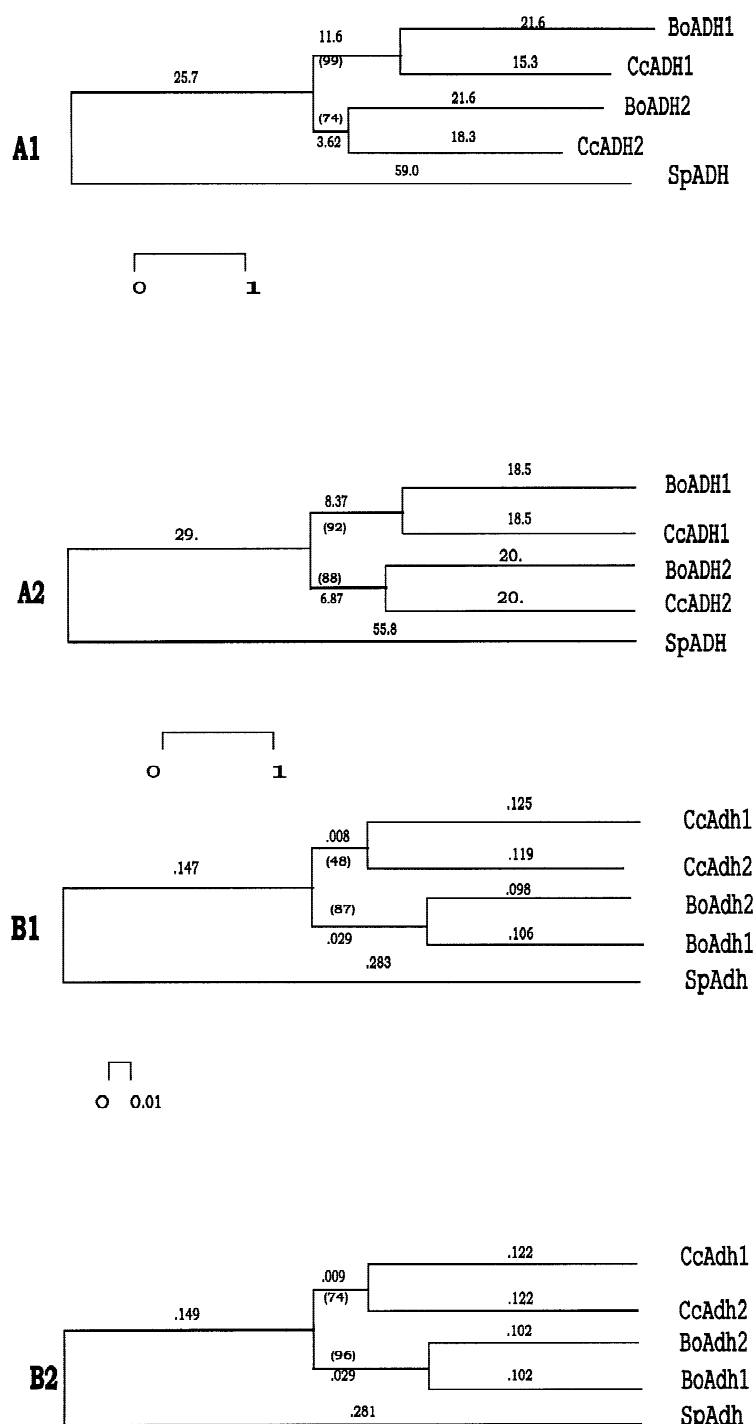 21.6 BoADH1
11.6
(99)
15.3 CcADH1
25.7
21.6 BoADH2
(74)
3.62
18.3 CcADH2
A1
59.0 SpADH
0 1
18.5 BoADH1
8.37
(92)
18.5 CcADH1
29.
20. BoADH2
(88)
6.87
20. CcADH2
A2
55.8 SpADH
0 1
.125 CcAdh1
.008
(48)
.119 CcAdh2
.147
.098 BoAdh2
(87)
.029
.106 BoAdh1
B1
.283 SpAdh
0 0.01
.122 CcAdh1
.009
(74)
.122 CcAdh2
.149
.102 BoAdh2
(96)
.029
.102 BoAdh1
B2
.281 SpAdh